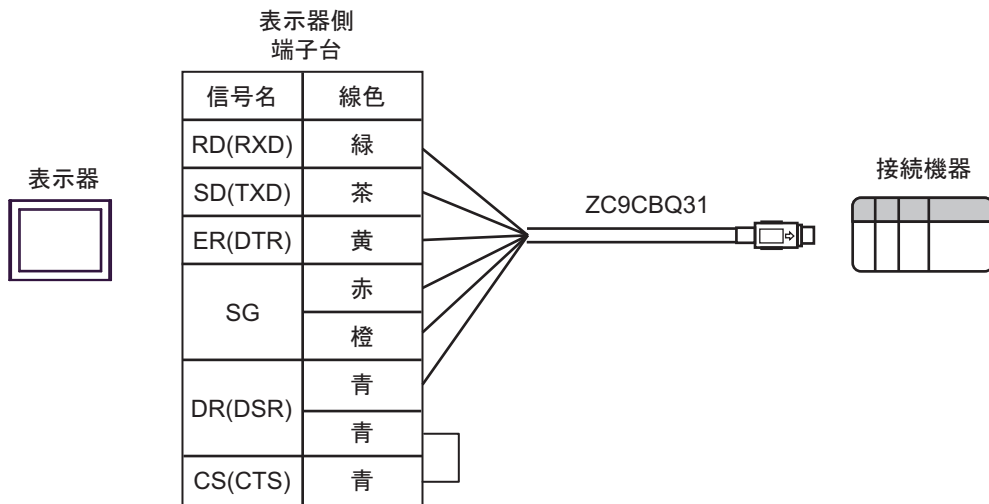 表示器側
端子台
信号名 線色
RD(RXD) 緑
SD(TXD) 茶
ER(DTR) 黄
SG 赤
橙
DR(DSR) 青
青
CS(CTS) 青
表示器
ZC9CBQ31
接続機器